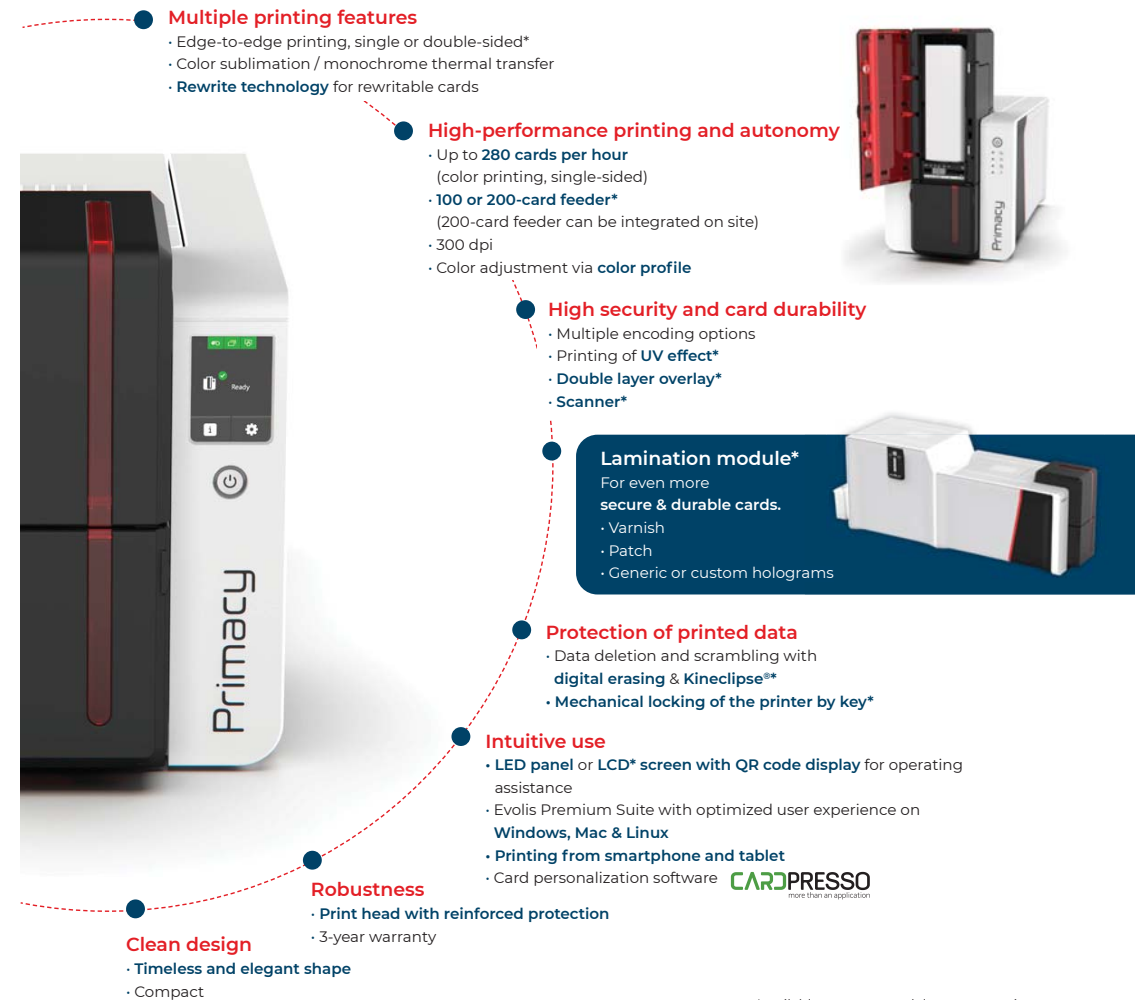 Multiple printing features
· Edge-to-edge printing, single or double-sided*
· Color sublimation / monochrome thermal transfer
· Rewrite technology for rewritable cards
High-performance printing and autonomy
· Up to 280 cards per hour
(color printing, single-sided)
· 100 or 200-card feeder*
(200-card feeder can be integrated on site)
· 300 dpi
· Color adjustment via color profile
Primacy
High security and card durability
· Multiple encoding options
· Printing of UV effect*
· Double layer overlay*
· Scanner*
Ready
Lamination module*
For even more
secure & durable cards.
· Varnish
· Patch
· Generic or custom holograms
Primacy
Protection of printed data
· Data deletion and scrambling with
digital erasing & Kineclipse®*
• Mechanical locking of the printer by key*
Intuitive use
• LED panel or LCD* screen with QR code display for operating
assistance
· Evolis Premium Suite with optimized user experience on
Windows, Mac & Linux
• Printing from smartphone and tablet
· Card personalization software CARDPRESSO
more than an application
Robustness
· Print head with reinforced protection
· 3-year warranty
Clean design
· Timeless and elegant shape
· Compact